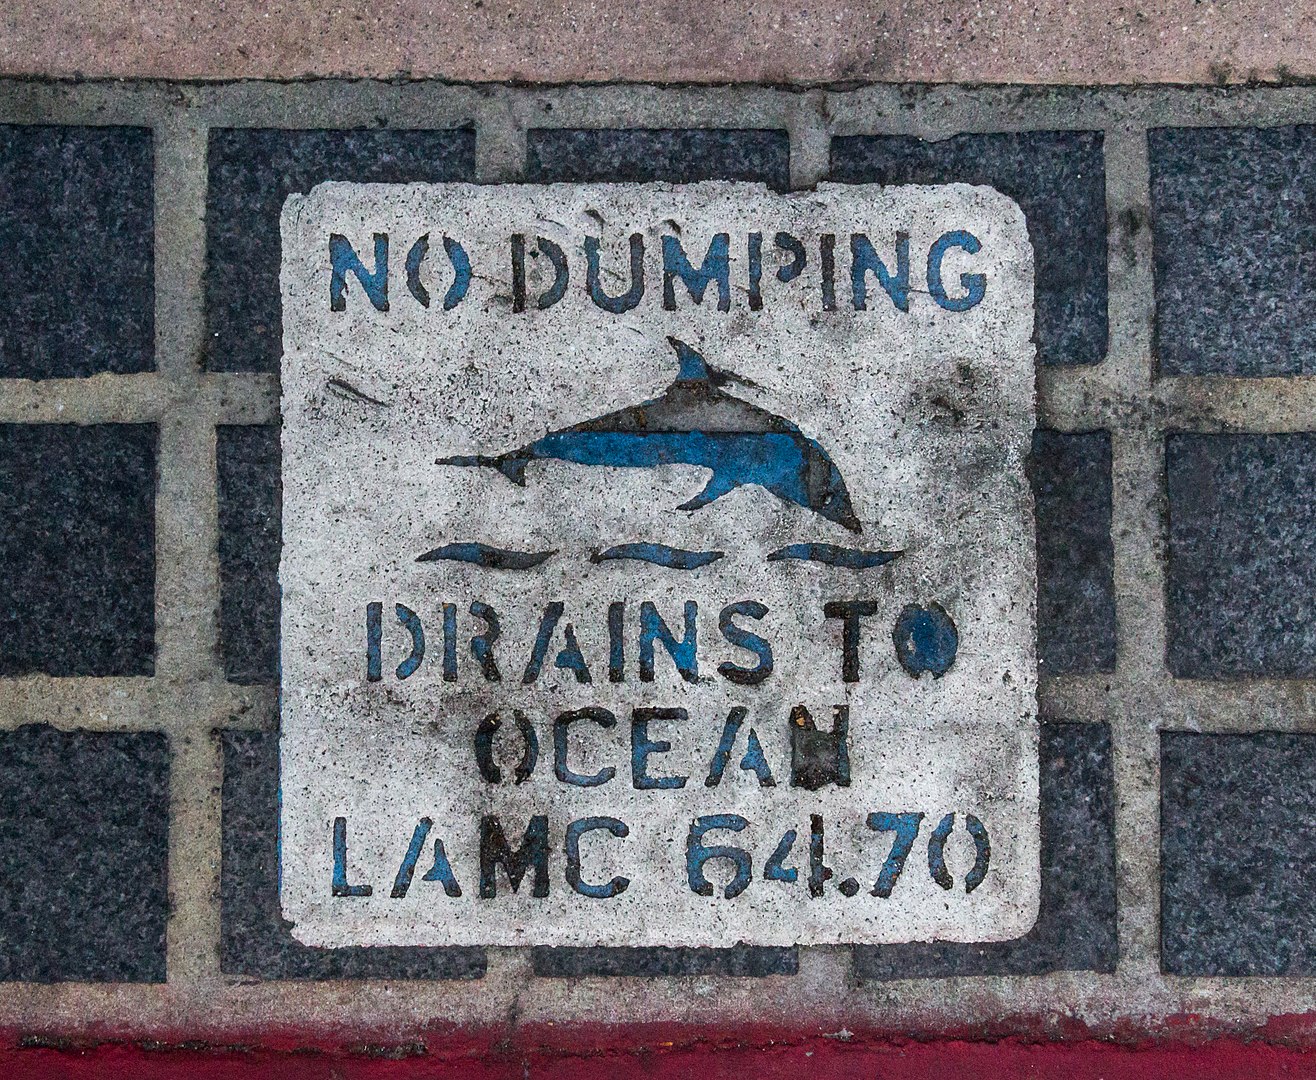 NO DUMPING
DRAINS TO
OCEAN
LAMC 64.70